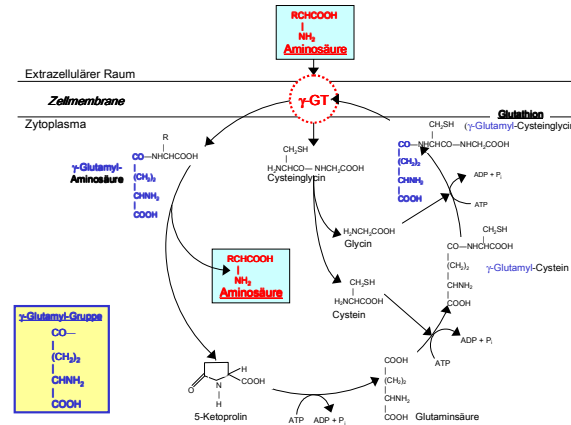 RCHCOOH
NH₂
Aminosäure
Extrazellulärer Raum
Zellmembrane
γ-GT
Zytoplasma
Glutathion
(γ-Glutamyl-Cysteinglycin)
CH₂SH
CO—NHCHCO—NHCH₂COOH
(CH₂)₂
CHNH₂
COOH
R
CO—NHCHCOOH
(CH₂)₂
CHNH₂
COOH
γ-Glutamyl-
Aminosäure
CH₂SH
H₂NCHCO—NHCH₂COOH
Cysteinglycin
ADP + Pᵢ
ATP
H₂NCH₂COOH
Glycin
CH₂SH
CO—NHCHCOOH
(CH₂)₂
CHNH₂
COOH
γ-Glutamyl-Cystein
RCHCOOH
NH₂
Aminosäure
CH₂SH
H₂NCHCOOH
Cystein
ADP + Pᵢ
ATP
γ-Glutamyl-Gruppe
CO—
(CH₂)₂
CHNH₂
COOH
O
N
H
H
COOH
5-Ketoprolin
ATP
ADP + Pᵢ
COOH
(CH₂)₂
CHNH₂
COOH
Glutaminsäure